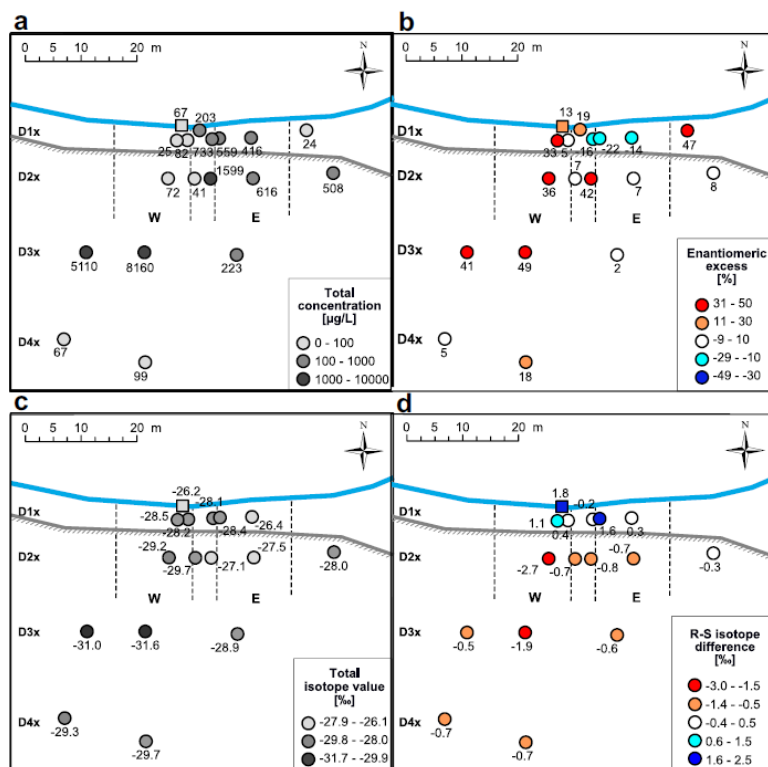 a
0 10 20 m
N
67
203
D1x
25 82 733 559 416 24
1599
D2x
72 41 616 508
W E
D3x
5110 8160 223
Total
concentration
[µg/L]
0 - 100
100 - 1000
1000 - 10000
D4x
67
99
b
0 10 20 m
N
13
19
D1x
33 5 -16 -22 -14 47
7
D2x
36 42 7 8
W E
D3x
41 49 2
Enantiomeric
excess
[%]
31 - 50
11 - 30
-9 - 10
-29 - -10
-49 - -30
D4x
5
18
c
0 10 20 m
N
-26.2
-28.1
D1x
-28.5
-28.2 -28.4 -26.4
-29.2 -27.5
D2x
-29.7 -27.1 -28.0
W E
D3x
-31.0 -31.6 -28.9
Total
isotope value
[‰]
-27.9 - -26.1
-29.8 - -28.0
-31.7 - -29.9
D4x
-29.3
-29.7
d
0 10 20 m
N
1.8
-0.2
D1x
1.1 0.4 1.6 0.3
-0.7
D2x
-2.7 -0.7 -0.8 -0.3
W E
D3x
-0.5 -1.9 -0.6
R-S isotope
difference
[‰]
-3.0 - -1.5
-1.4 - -0.5
-0.4 - 0.5
0.6 - 1.5
1.6 - 2.5
D4x
-0.7
-0.7